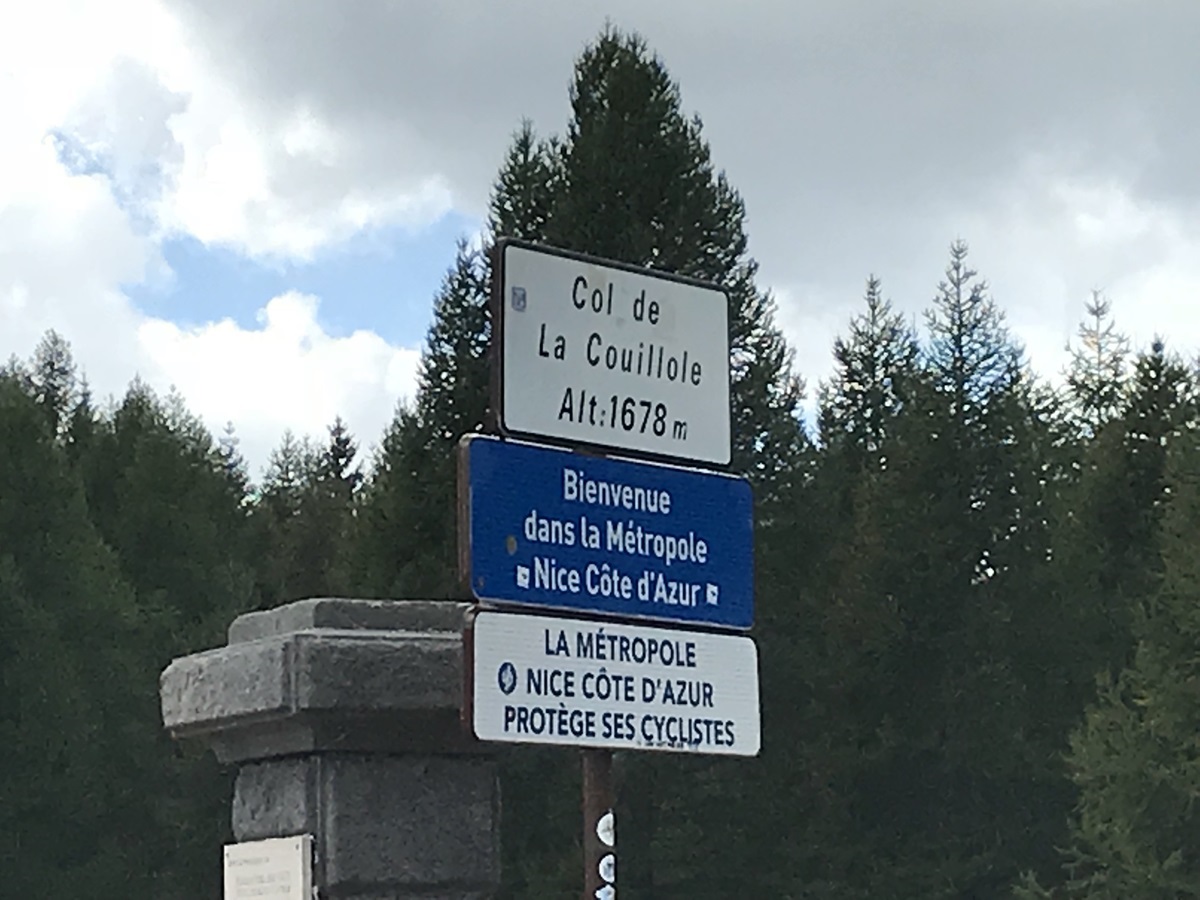 Col de
La Couillole
Alt:1678 m
Bienvenue
dans la Métropole
Nice Côte d'Azur
LA MÉTROPOLE
NICE CÔTE D'AZUR
PROTÈGE SES CYCLISTES